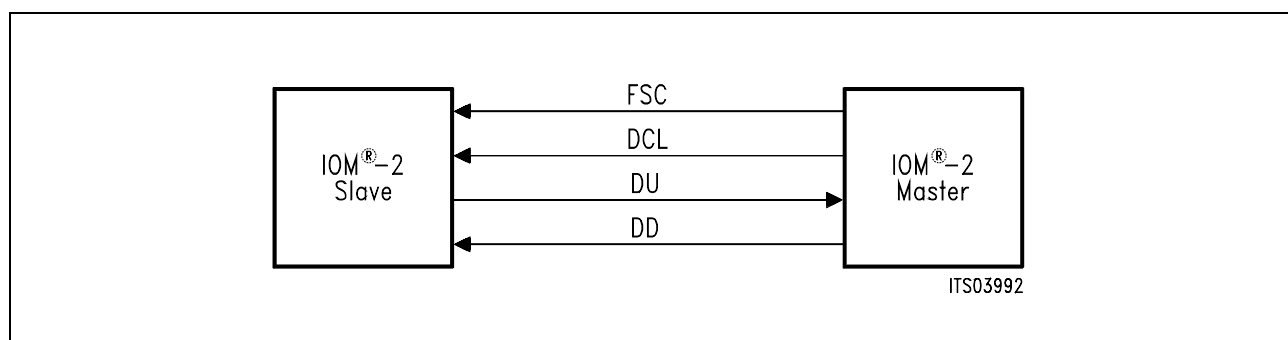 FSC
DCL
DU
DD
IOM®-2
Slave
IOM®-2
Master
ITS03992